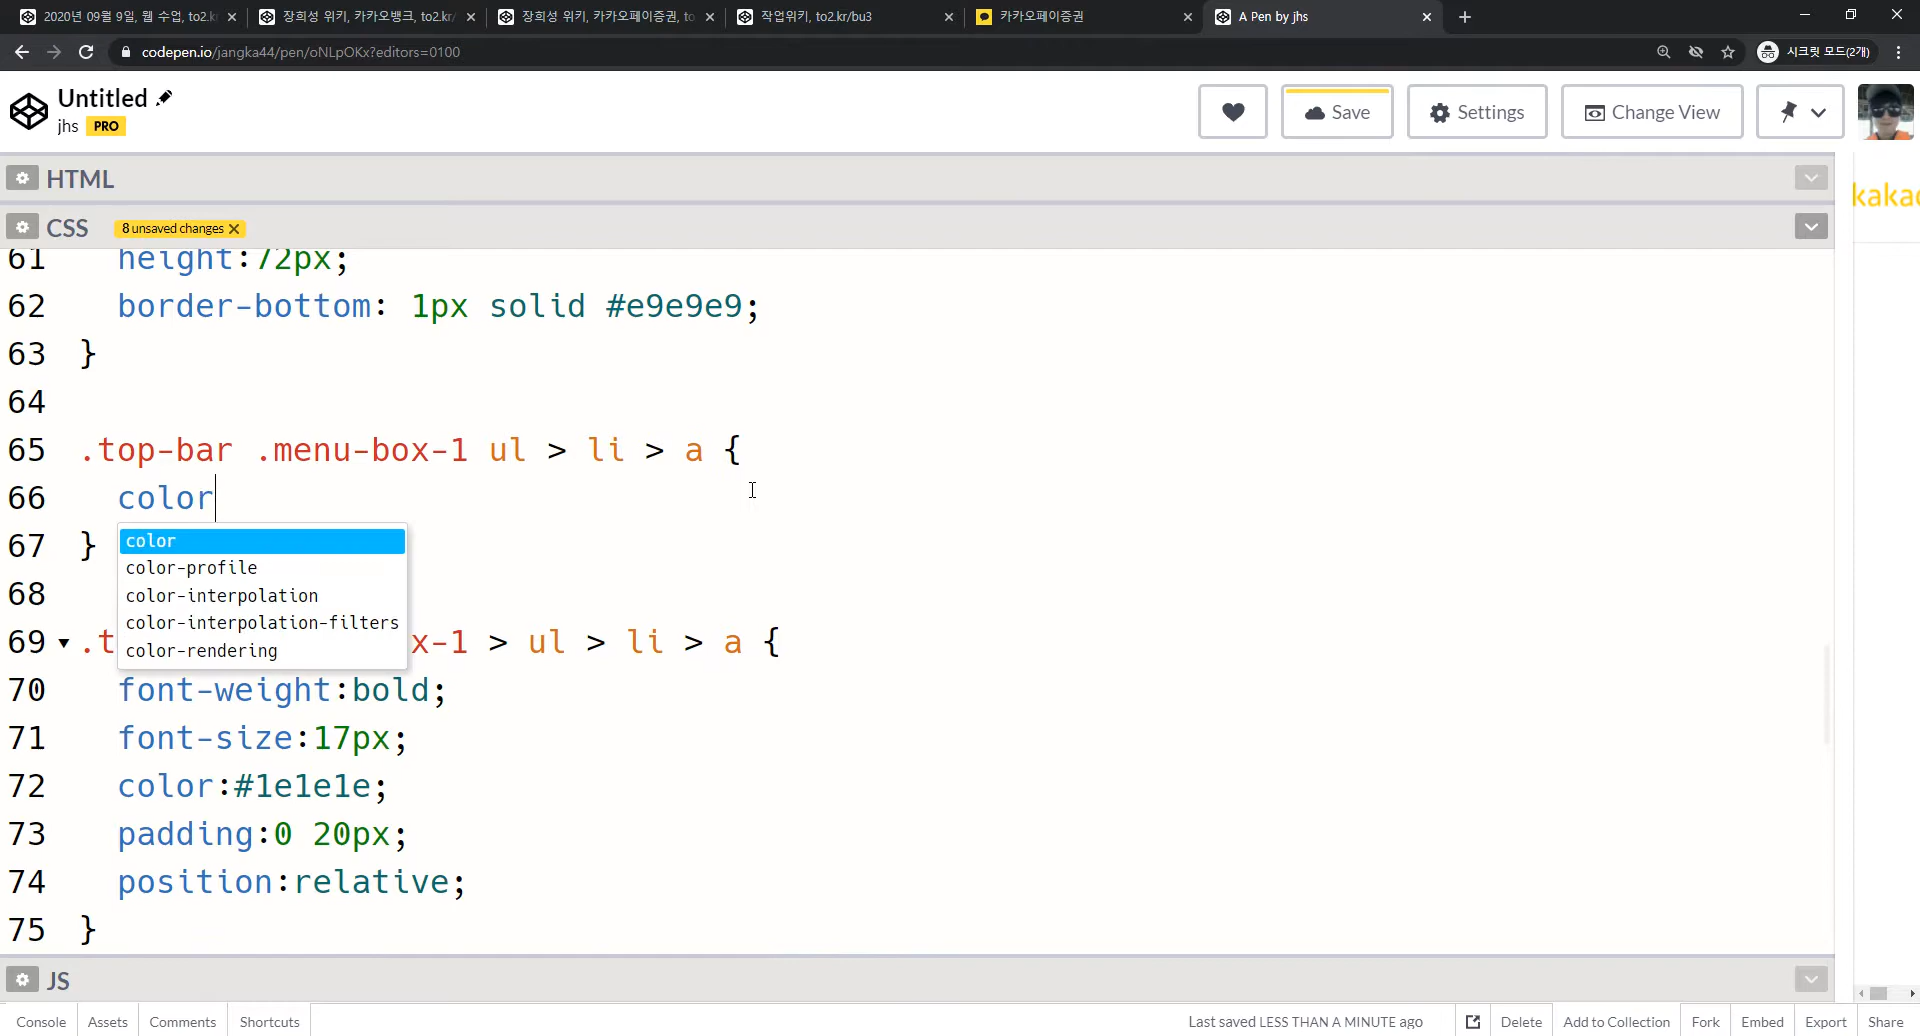 2020년 09월 9일, 웹 수업, to2.kr
장희성 위키, 카카오뱅크, to2.kr/
장희성 위키, 카카오페이증권, to
작업위키, to2.kr/bu3
카카오페이증권
A Pen by jhs
codepen.io/jangka44/pen/oNLpOKx?editors=0100
시크릿 모드(2개)
Untitled
jhs PRO
Save
Settings
Change View
HTML
kakao
CSS 8 unsaved changes
61 height:72px;
62 border-bottom: 1px solid #e9e9e9;
63 }
64
65 .top-bar .menu-box-1 ul > li > a {
66 color
color
color-profile
color-interpolation
color-interpolation-filters
color-rendering
67 }
68
69 .t x-1 > ul > li > a {
70 font-weight:bold;
71 font-size:17px;
72 color:#1e1e1e;
73 padding:0 20px;
74 position:relative;
75 }
JS
Console
Assets
Comments
Shortcuts
Last saved LESS THAN A MINUTE ago
Delete
Add to Collection
Fork
Embed
Export
Share